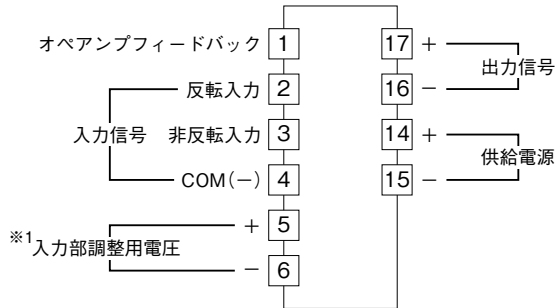 オペアンプフィードバック 1
反転入力 2
入力信号 非反転入力 3
COM(−) 4
+ 5
※1入力部調整用電圧
− 6
17 +
出力信号
16 −
14 +
供給電源
15 −